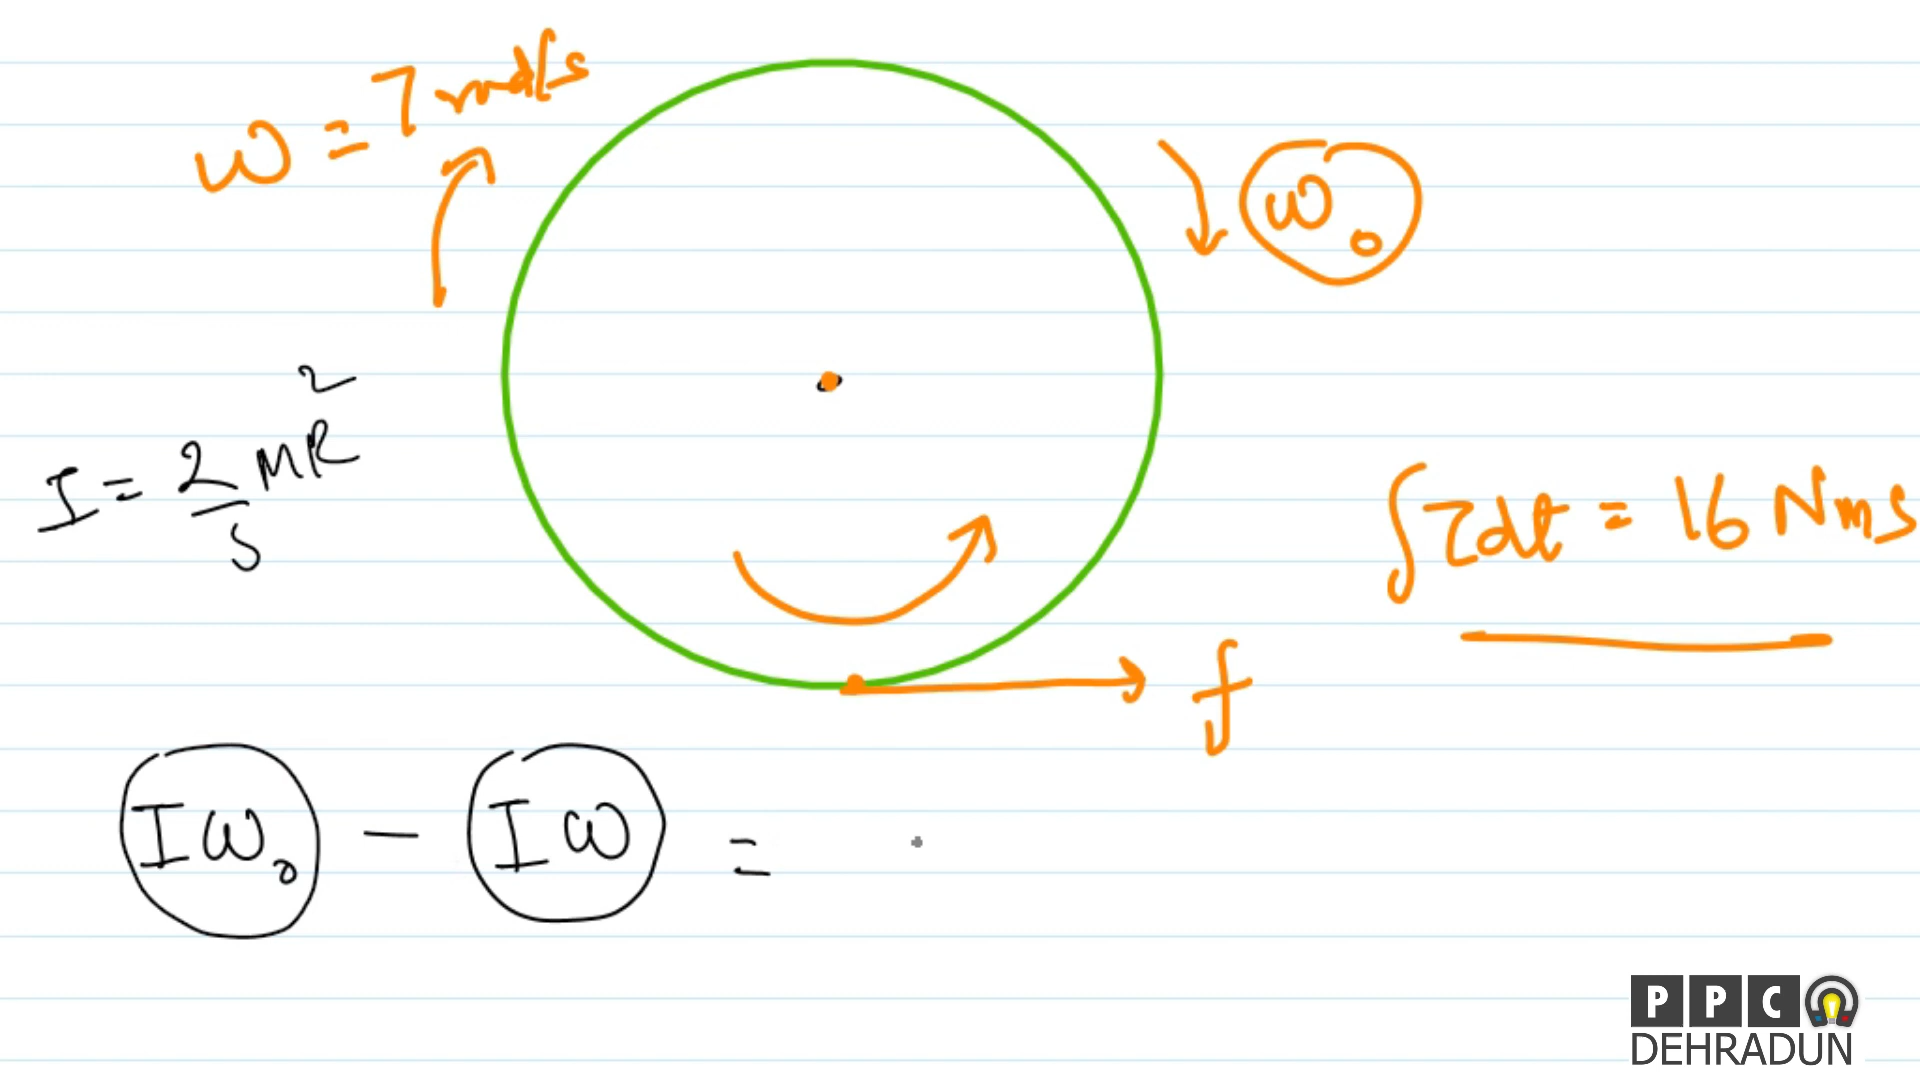 ω = 7 rad/s
ω₀
I = 2/5 MR²
∫τdt = 16 Nms
f
Iω₀ - Iω =
PPC
DEHRADUN